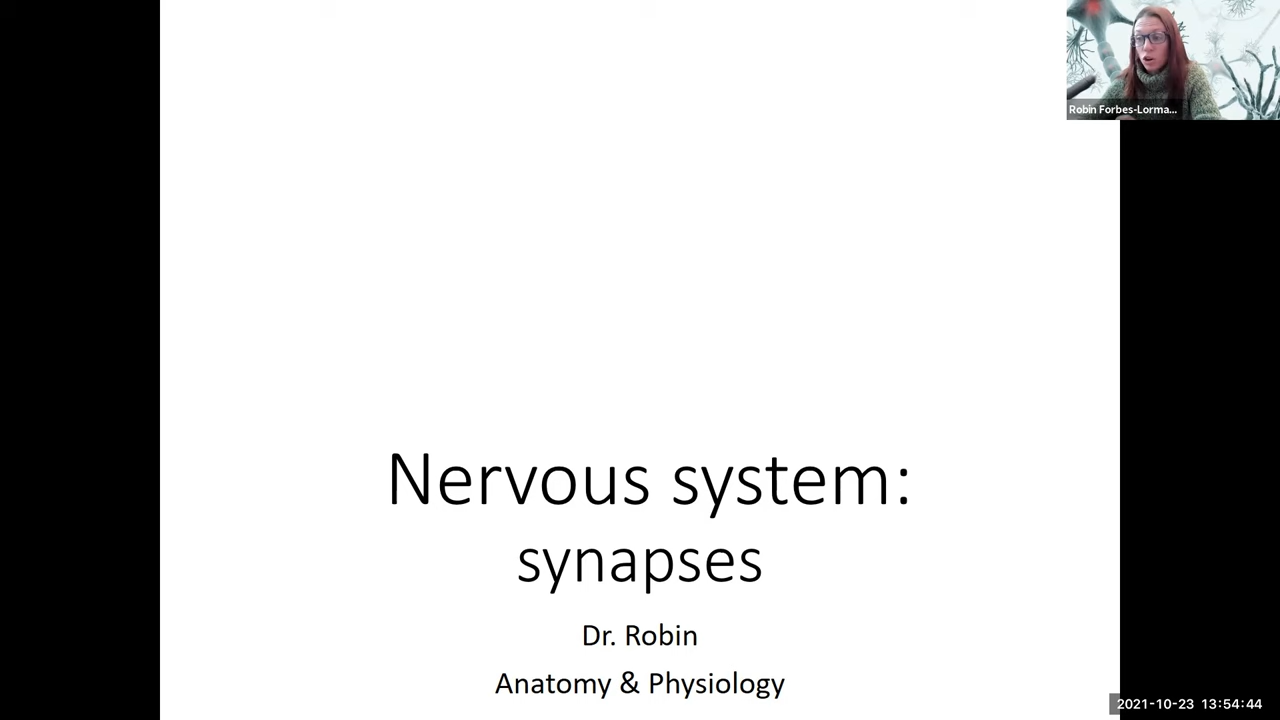 Robin Forbes-Lorma...
Nervous system:
synapses
Dr. Robin
Anatomy & Physiology
2021-10-23 13:54:44